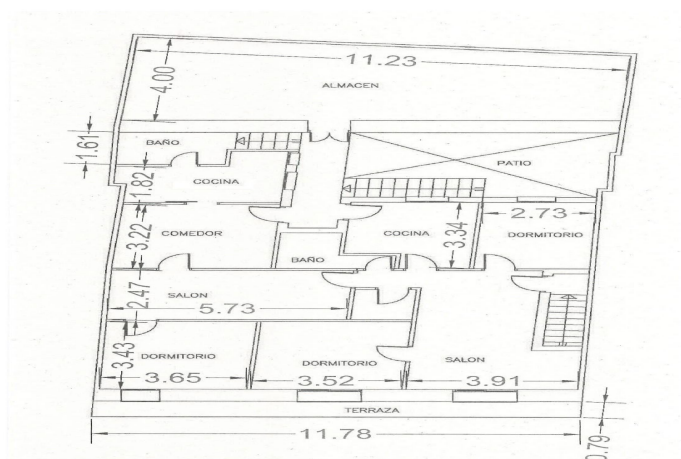 11.23
4.00
ALMACEN
1.61
BAÑO
PATIO
1.82
COCINA
2.73
3.22
COMEDOR
COCINA
3.34
DORMITORIO
BAÑO
2.47
SALON
5.73
3.43
DORMITORIO
DORMITORIO
SALON
3.65
3.52
3.91
TERRAZA
11.78
0.79